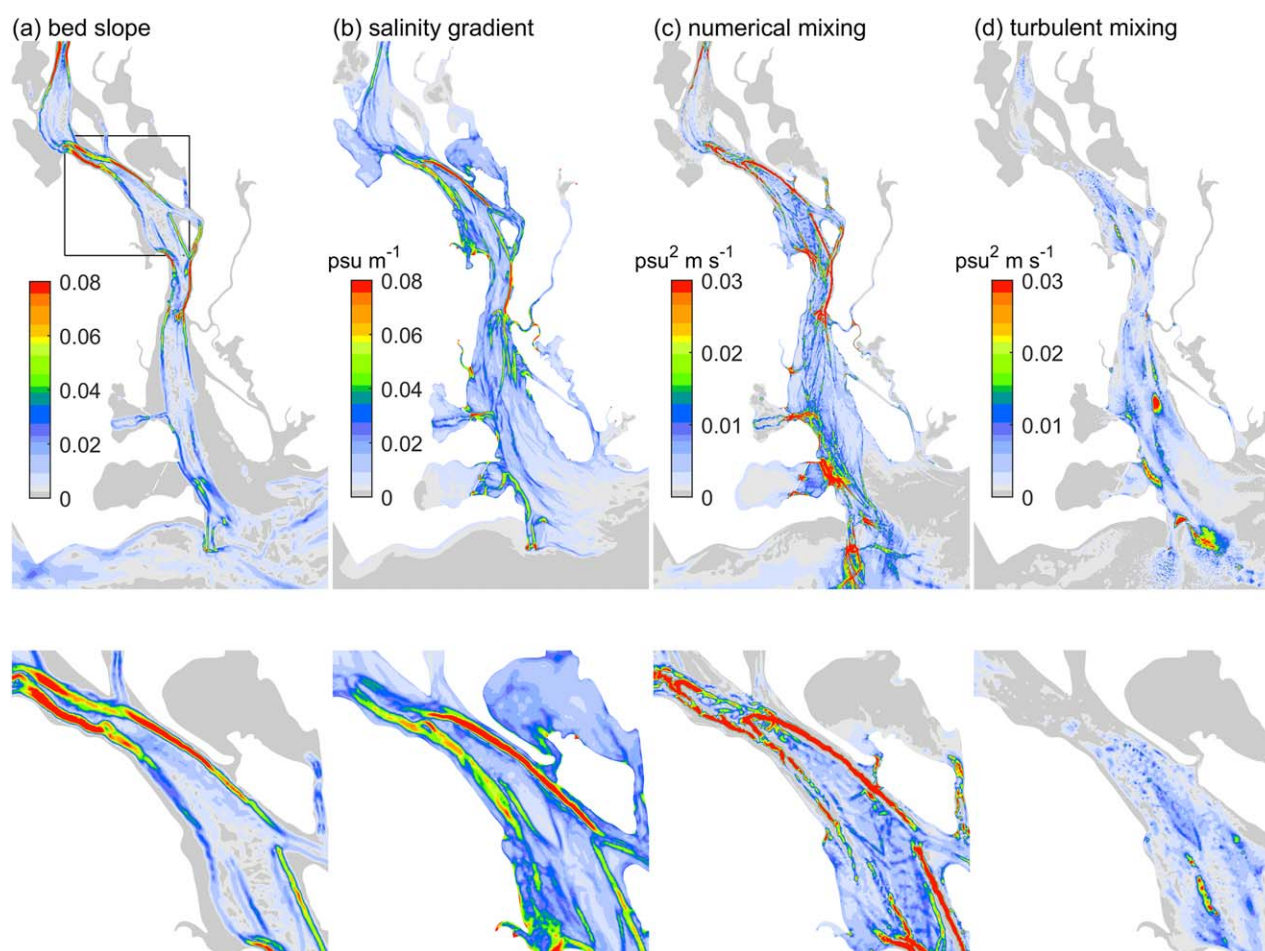 (a) bed slope
(b) salinity gradient
(c) numerical mixing
(d) turbulent mixing
psu m⁻¹
psu² m s⁻¹
psu² m s⁻¹
0.08
0.06
0.04
0.02
0
0.08
0.06
0.04
0.02
0
0.03
0.02
0.01
0
0.03
0.02
0.01
0